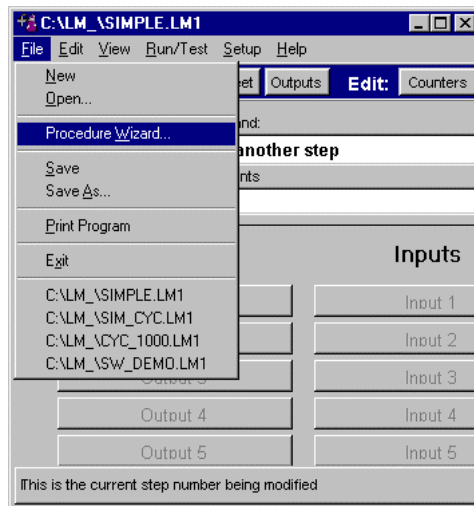 C:\LM_\SIMPLE.LM1
File Edit View Run/Test Setup Help
New
Open...
Procedure Wizard...
Save
Save As...
Print Program
Exit
C:\LM_\SIMPLE.LM1
C:\LM_\SIM_CYC.LM1
C:\LM_\CYC_1000.LM1
C:\LM_\SW_DEMO.LM1
Outputs Edit: Counters
another step
Inputs
Input 1
Input 2
Output 3 Input 3
Output 4 Input 4
Output 5 Input 5
This is the current step number being modified